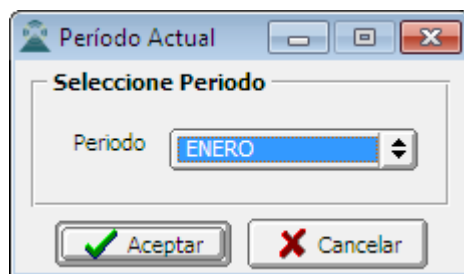 Período Actual
Seleccione Periodo
Periodo ENERO
Aceptar Cancelar